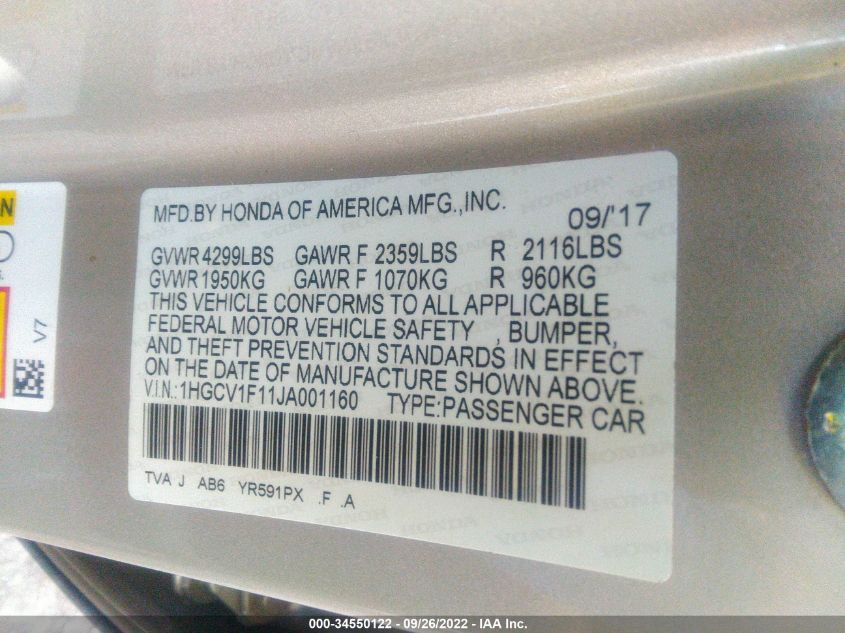 MFD.BY HONDA OF AMERICA MFG.,INC. 09/'17
GVWR 4299LBS GAWR F 2359LBS R 2116LBS
GVWR 1950KG GAWR F 1070KG R 960KG
THIS VEHICLE CONFORMS TO ALL APPLICABLE
FEDERAL MOTOR VEHICLE SAFETY , BUMPER,
AND THEFT PREVENTION STANDARDS IN EFFECT
ON THE DATE OF MANUFACTURE SHOWN ABOVE.
V.I.N.:1HGCV1F11JA001160 TYPE:PASSENGER CAR
TVA J AB6 YR591PX .F .A
V7
000-34550122 - 09/26/2022 - IAA Inc.